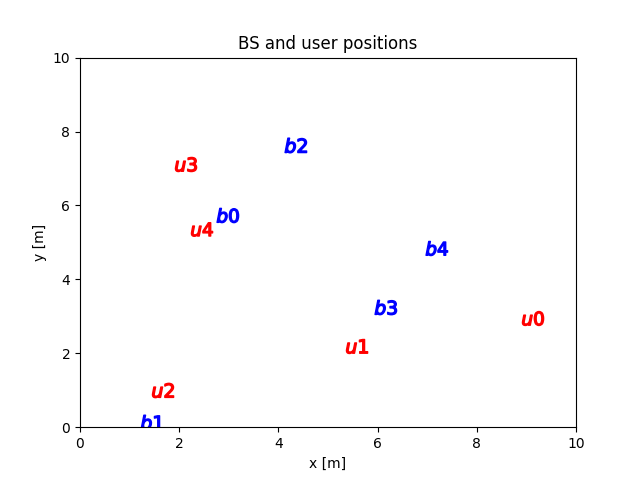 BS and user positions
10
b2
8
u3
b0
6
u4
b4
y [m]
4
b3
u0
u1
2
u2
b1
0
0 2 4 6 8 10
x [m]